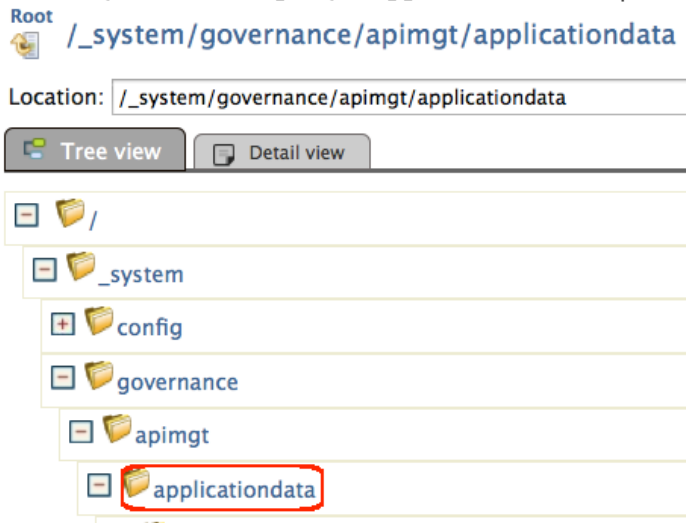 Root
/_system/governance/apimgt/applicationdata
Location: /_system/governance/apimgt/applicationdata
Tree view Detail view
/
_system
config
governance
apimgt
applicationdata